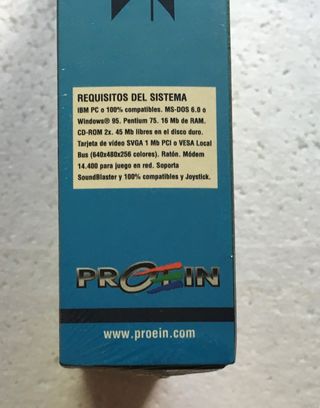 REQUISITOS DEL SISTEMA
IBM PC o 100% compatibles. MS-DOS 6.0 o
Windows® 95. Pentium 75. 16 Mb de RAM.
CD-ROM 2x. 45 Mb libres en el disco duro.
Tarjeta de vídeo SVGA 1 Mb PCI o VESA Local
Bus (640x480x256 colores). Ratón. Módem
14.400 para juego en red. Soporta
SoundBlaster y 100% compatibles y Joystick.
PROEIN
www.proein.com